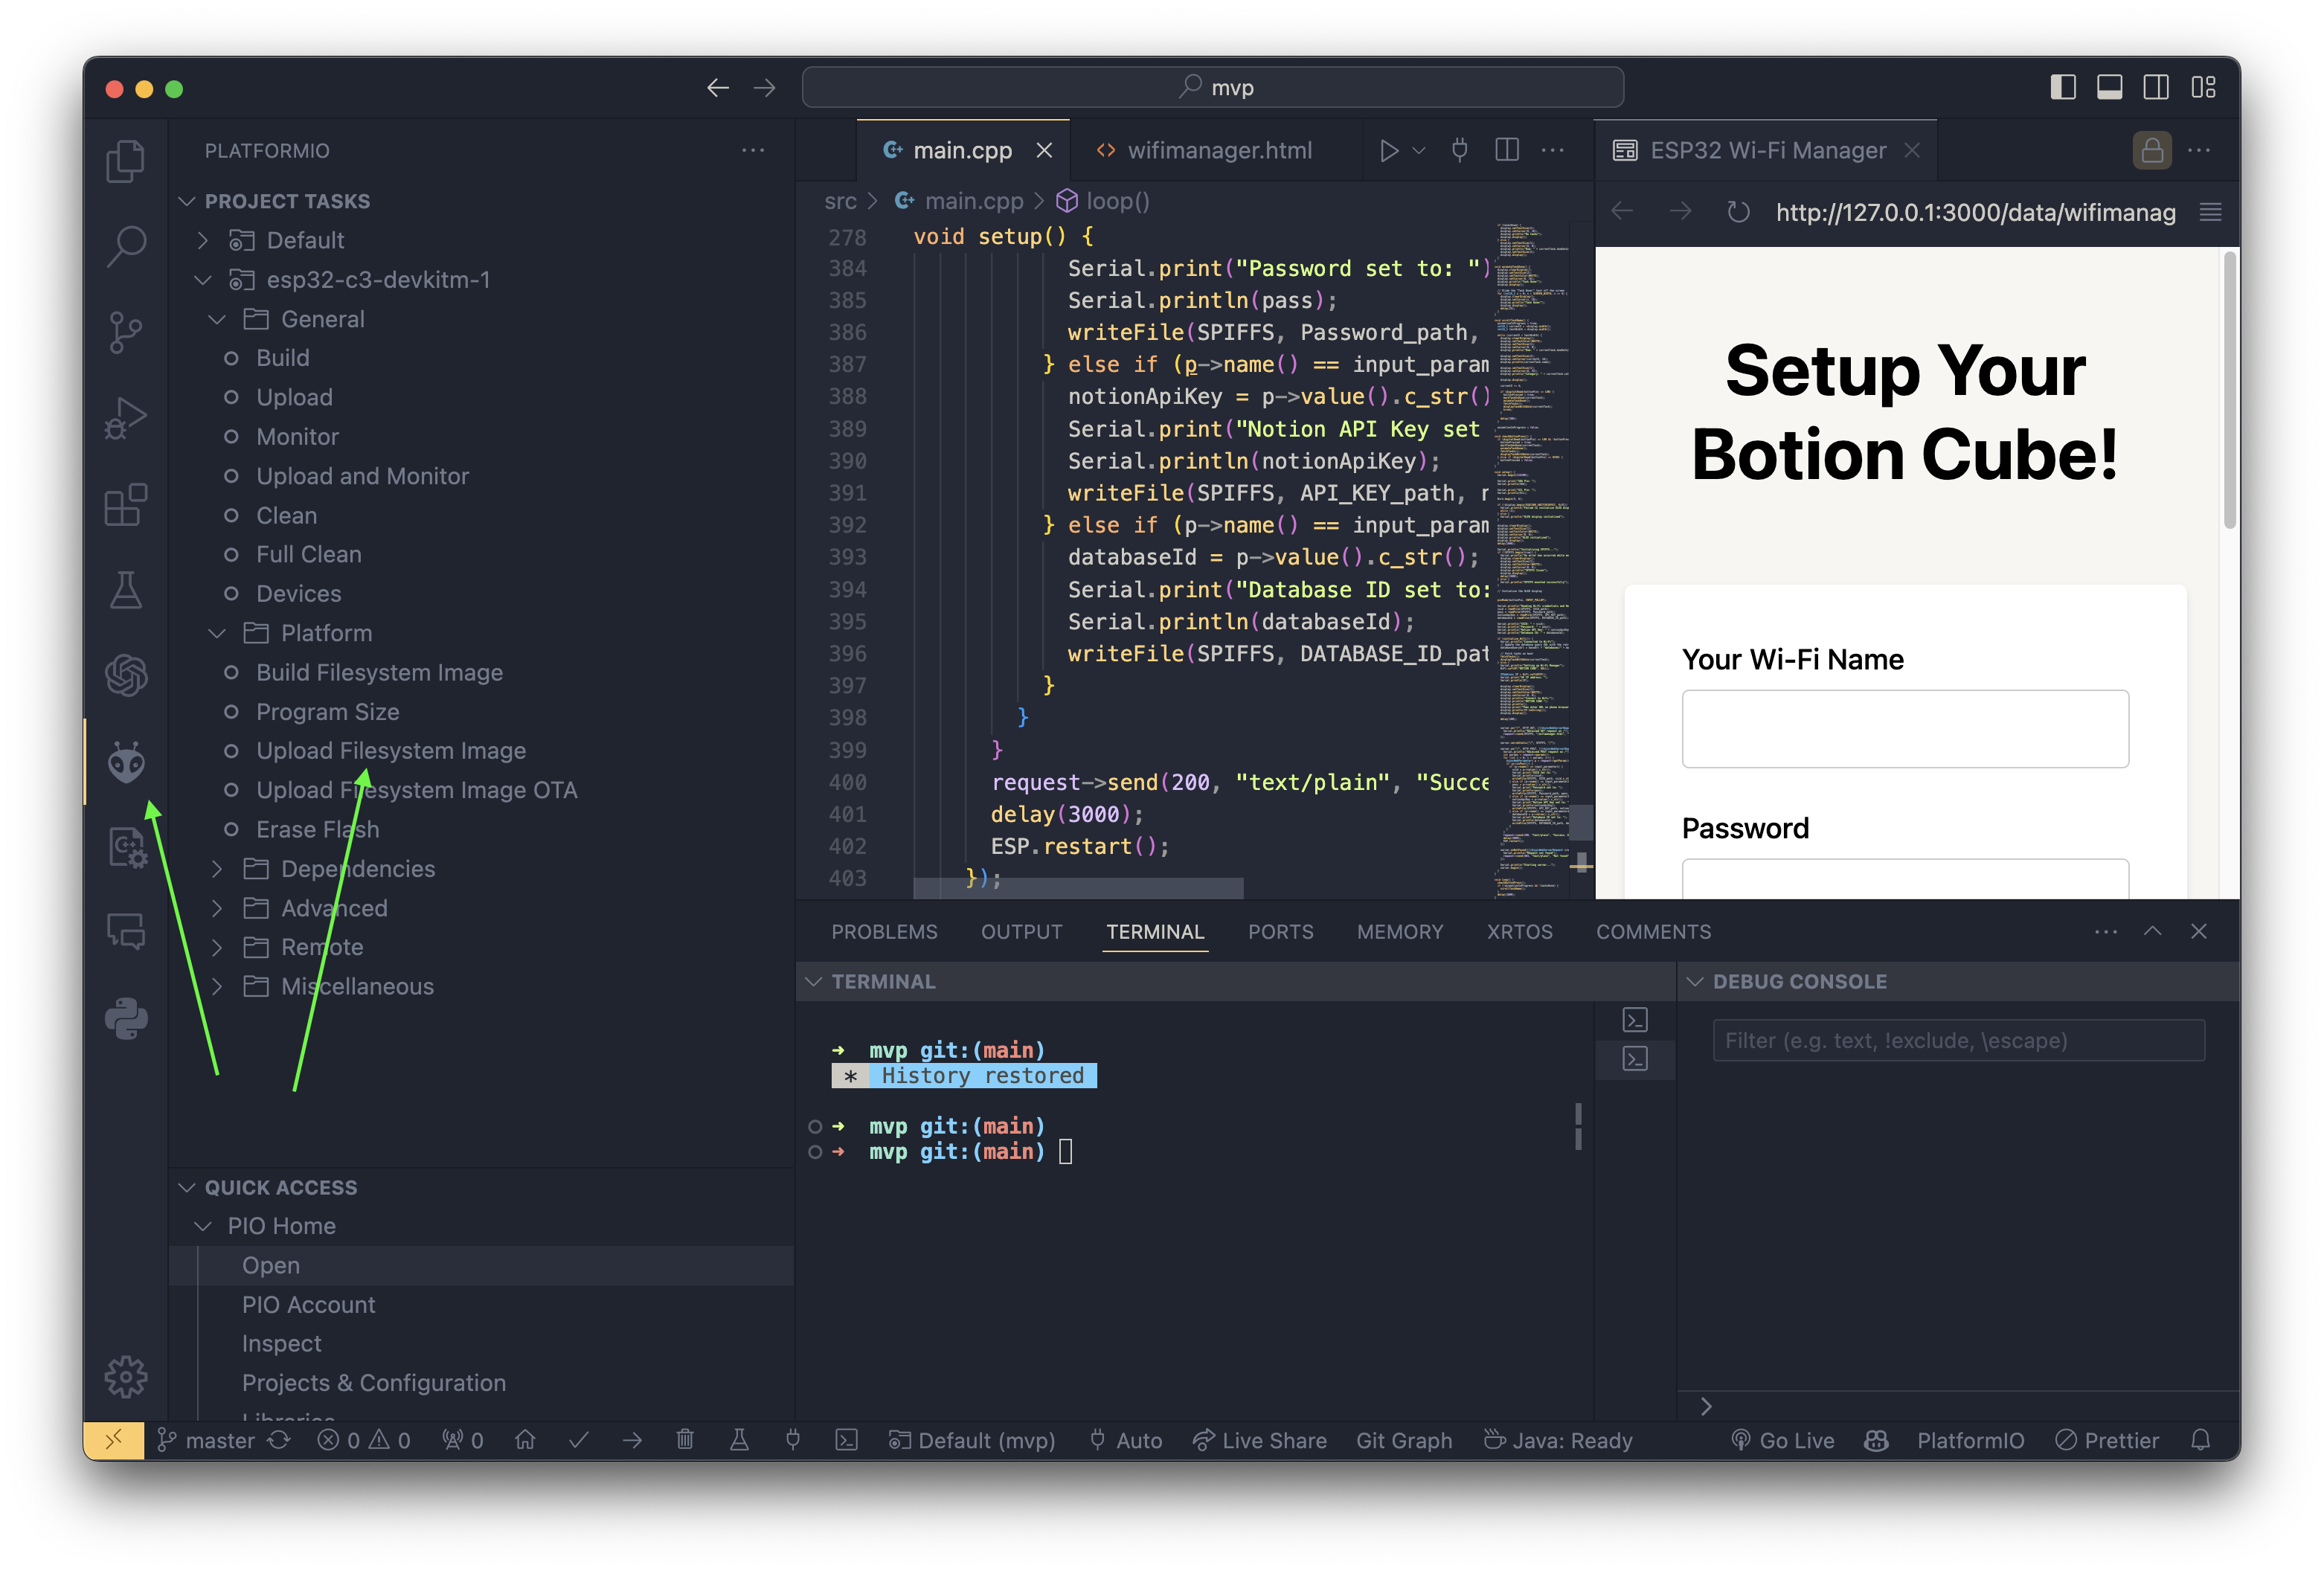 mvp
PLATFORMIO
PROJECT TASKS
Default
esp32-c3-devkitm-1
General
Build
Upload
Monitor
Upload and Monitor
Clean
Full Clean
Devices
Platform
Build Filesystem Image
Program Size
Upload Filesystem Image
Upload Filesystem Image OTA
Erase Flash
Dependencies
Advanced
Remote
Miscellaneous
QUICK ACCESS
PIO Home
Open
PIO Account
Inspect
Projects & Configuration
Libraries
main.cpp
wifimanager.html
src > main.cpp > loop()
278 void setup() {
384 Serial.print("Password set to: ")
385 Serial.println(pass);
386 writeFile(SPIFFS, Password_path,
387 } else if (p->name() == input_param
388 notionApiKey = p->value().c_str()
389 Serial.print("Notion API Key set
390 Serial.println(notionApiKey);
391 writeFile(SPIFFS, API_KEY_path, n
392 } else if (p->name() == input_param
393 databaseId = p->value().c_str();
394 Serial.print("Database ID set to:
395 Serial.println(databaseId);
396 writeFile(SPIFFS, DATABASE_ID_pat
397 }
398 }
399 }
400 request->send(200, "text/plain", "Succe
401 delay(3000);
402 ESP.restart();
403 });
ESP32 Wi-Fi Manager
http://127.0.0.1:3000/data/wifimanag
Setup Your
Botion Cube!
Your Wi-Fi Name
Password
PROBLEMS OUTPUT TERMINAL PORTS MEMORY XRTOS COMMENTS
TERMINAL
➜ mvp git:(main)
* History restored
➜ mvp git:(main)
➜ mvp git:(main)
DEBUG CONSOLE
Filter (e.g. text, !exclude, \escape)
master 0 0 0 Default (mvp) Auto Live Share Git Graph Java: Ready Go Live PlatformIO Prettier